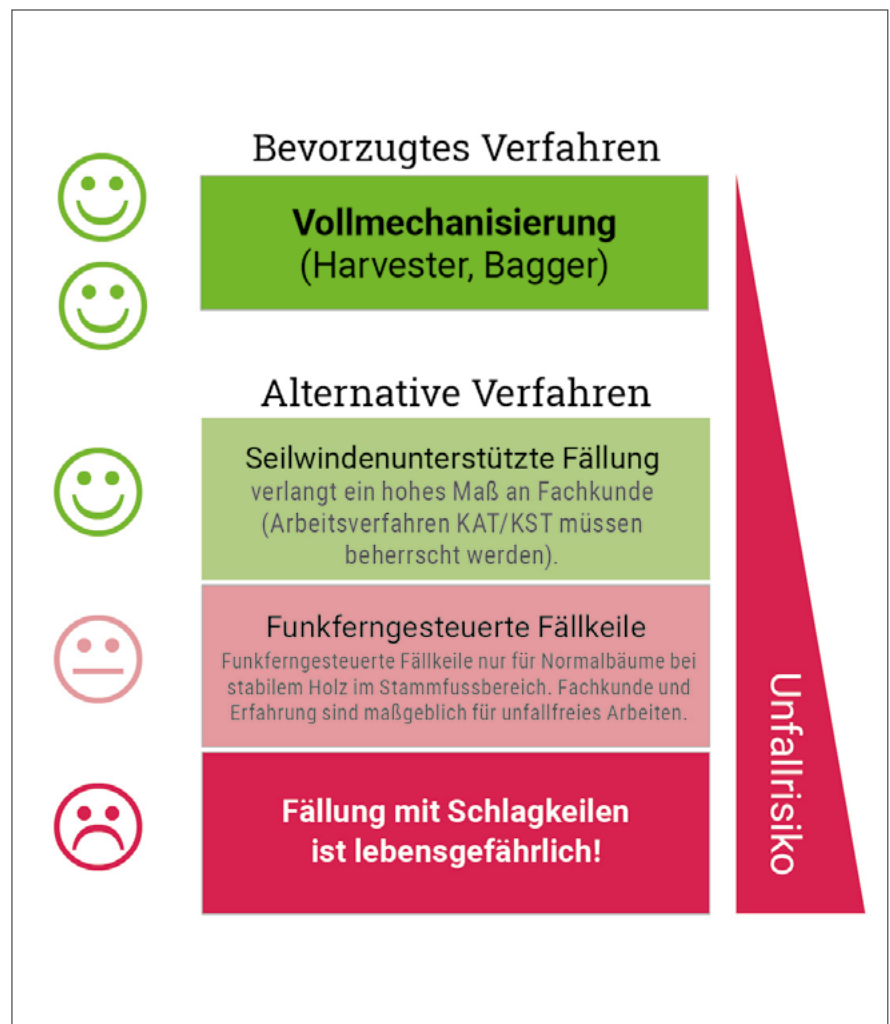 Bevorzugtes Verfahren
Vollmechanisierung
(Harvester, Bagger)
Alternative Verfahren
Seilwindenunterstützte Fällung
verlangt ein hohes Maß an Fachkunde
(Arbeitsverfahren KAT/KST müssen
beherrscht werden).
Funkferngesteuerte Fällkeile
Funkferngesteuerte Fällkeile nur für Normalbäume bei
stabilem Holz im Stammfussbereich. Fachkunde und
Erfahrung sind maßgeblich für unfallfreies Arbeiten.
Fällung mit Schlagkeilen
ist lebensgefährlich!
Unfallrisiko